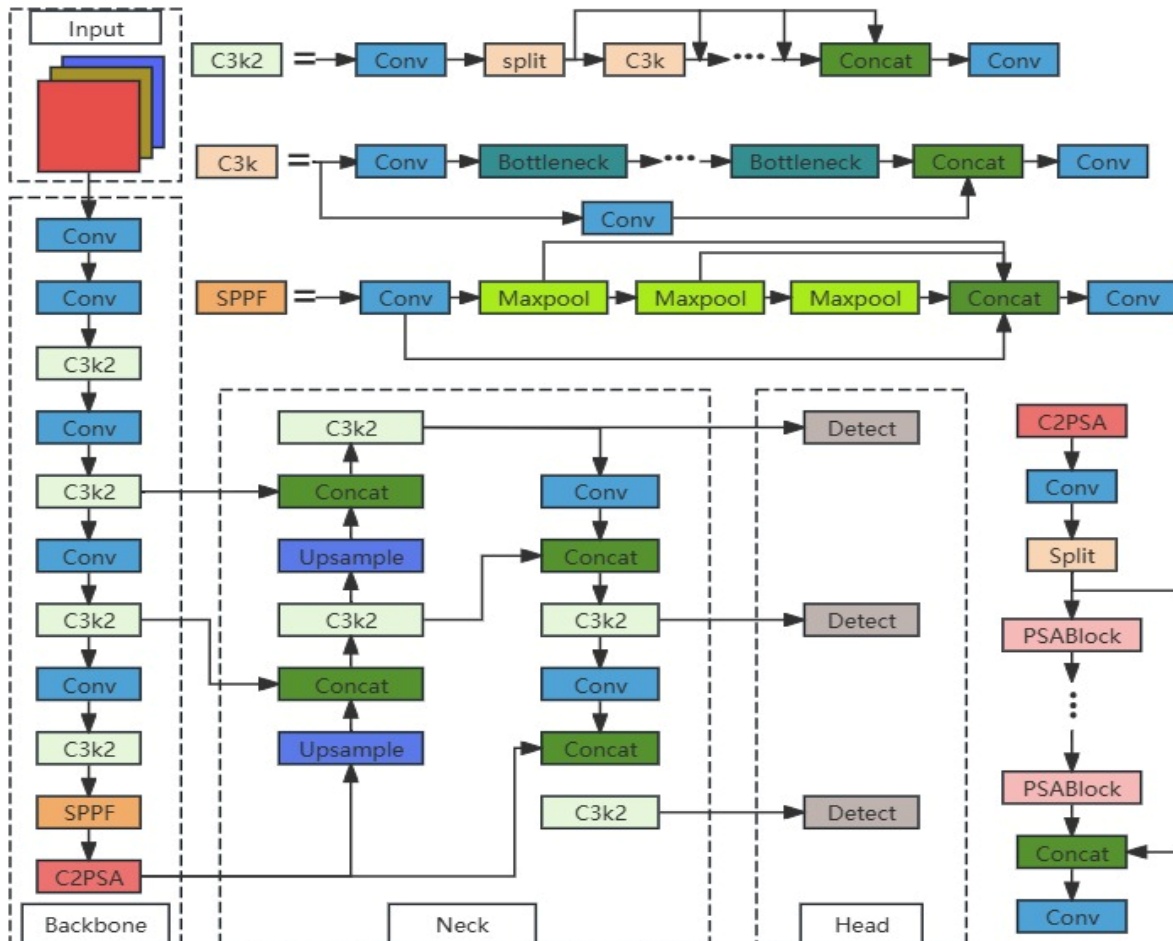 Input
C3k2 = Conv split C3k ... Concat Conv
C3k = Conv Bottleneck ... Bottleneck Concat Conv
Conv
SPPF = Conv Maxpool Maxpool Maxpool Concat Conv
Conv
Conv
C3k2
Conv
C3k2
Conv
C3k2
Conv
C3k2
SPPF
C2PSA
Backbone
C3k2
Concat
Upsample
C3k2
Concat
Upsample
Conv
Concat
C3k2
Conv
Concat
C3k2
Neck
Detect
Detect
Detect
Head
C2PSA
Conv
Split
PSABlock
...
PSABlock
Concat
Conv